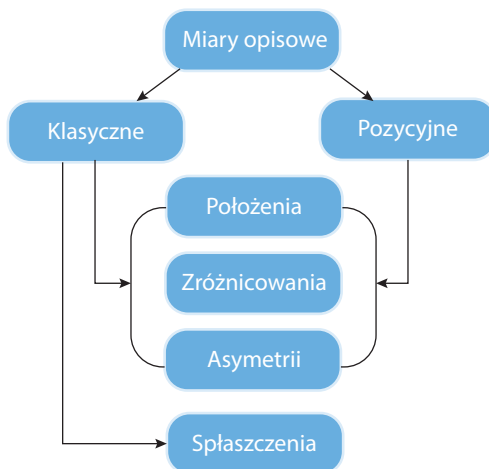 Miary opisowe
Klasyczne
Pozycyjne
Położenia
Zróżnicowania
Asymetrii
Spłaszczenia